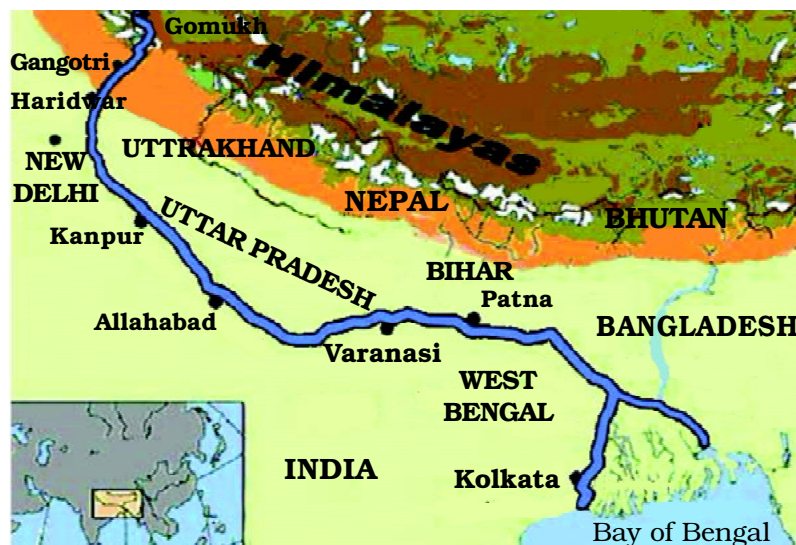 Gomukh
Gangotri
Himalayas
Haridwar
UTTRAKHAND
NEW
DELHI
NEPAL
BHUTAN
Kanpur
UTTAR PRADESH
BIHAR
Patna
Allahabad
BANGLADESH
Varanasi
WEST
BENGAL
INDIA
Kolkata
Bay of Bengal